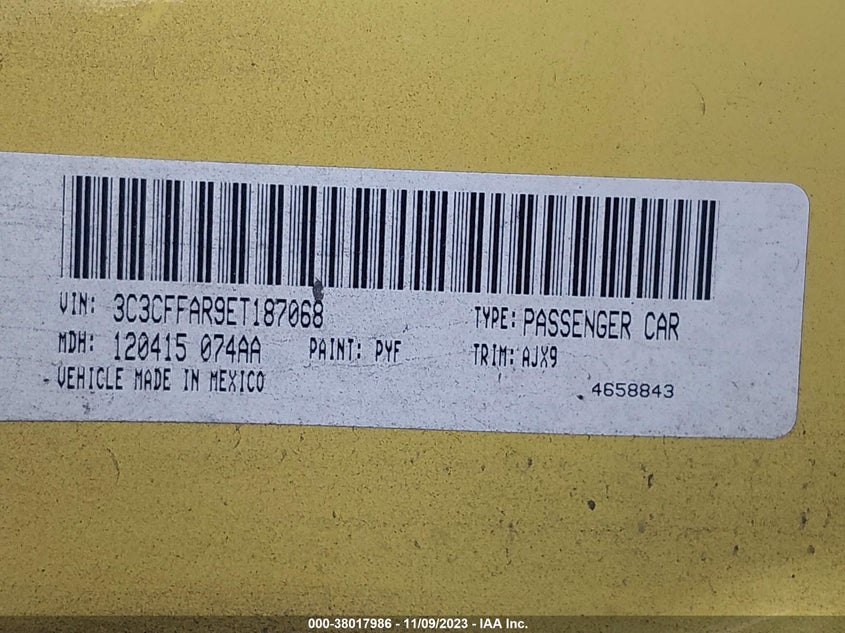 VIN: 3C3CFFAR9ET187068 TYPE: PASSENGER CAR
MDH: 120415 074AA PAINT: PYF TRIM: AJX9
VEHICLE MADE IN MEXICO 4658843
000-38017986 - 11/09/2023 - IAA Inc.